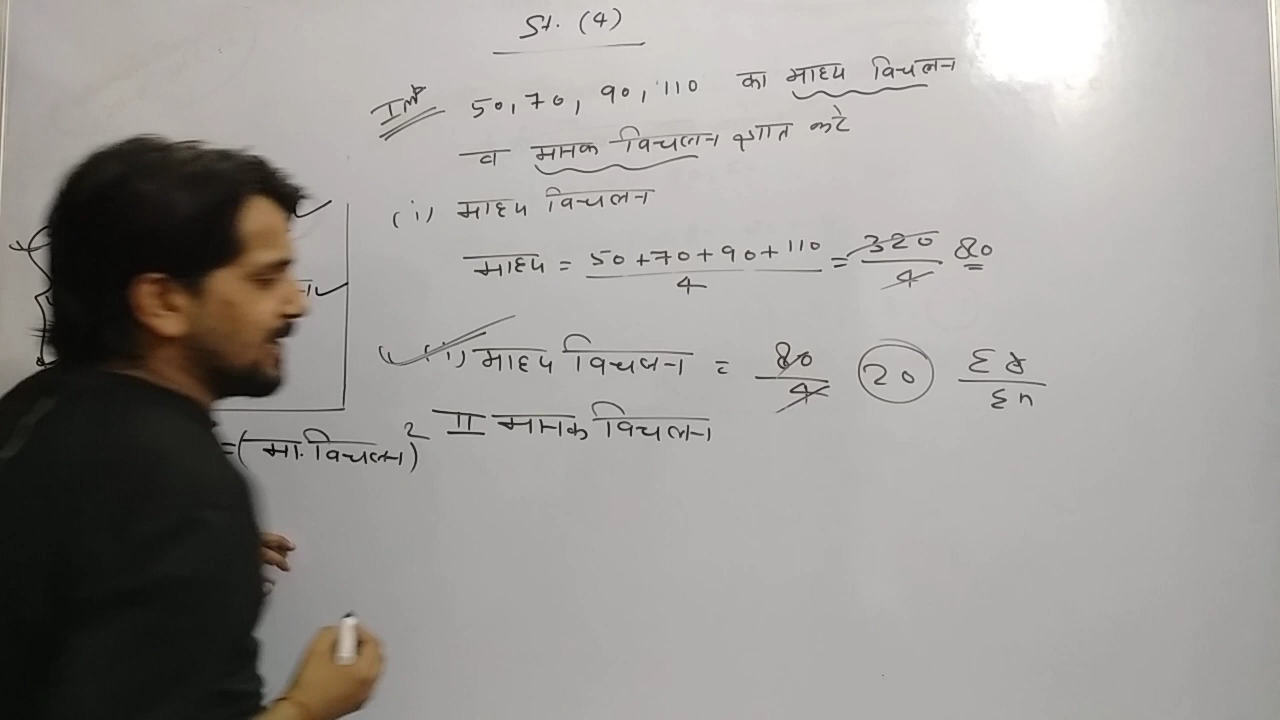 St. (4)
Imp 50, 70, 90, 110 का माध्य विचलन
व मानक विचलन ज्ञात करे
(i) माध्य विचलन
माध्य = 50+70+90+110 / 4 = 320 / 4 80
(i) माध्य विचलन = 80 / 4 20 Σd / Σn
II मानक विचलन
=(मा. विचलन)²